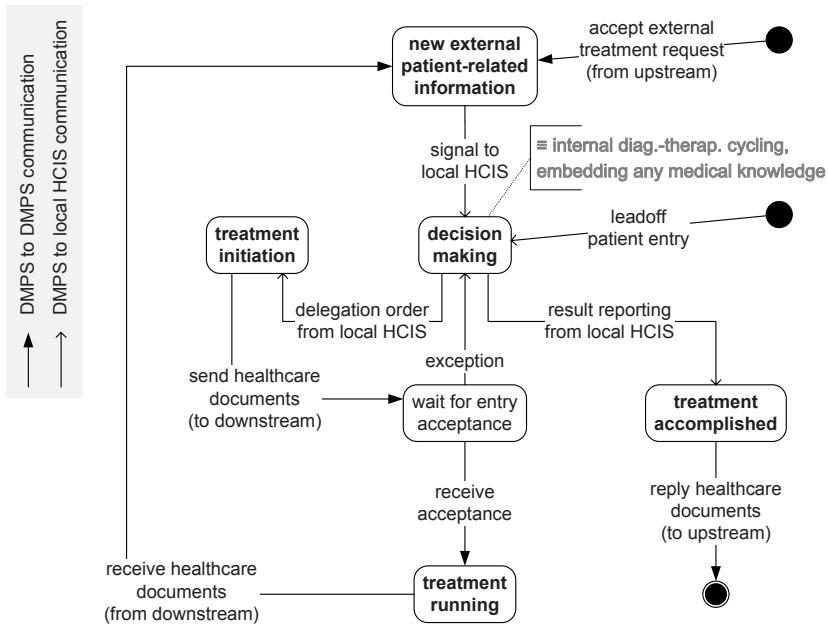 DMPS to DMPS communication
DMPS to local HCIS communication
new external
patient-related
information
accept external
treatment request
(from upstream)
signal to
local HCIS
≡ internal diag.-therap. cycling,
embedding any medical knowledge
treatment
initiation
decision
making
leadoff
patient entry
delegation order
from local HCIS
result reporting
from local HCIS
exception
send healthcare
documents
(to downstream)
wait for entry
acceptance
treatment
accomplished
receive
acceptance
reply healthcare
documents
(to upstream)
receive healthcare
documents
(from downstream)
treatment
running